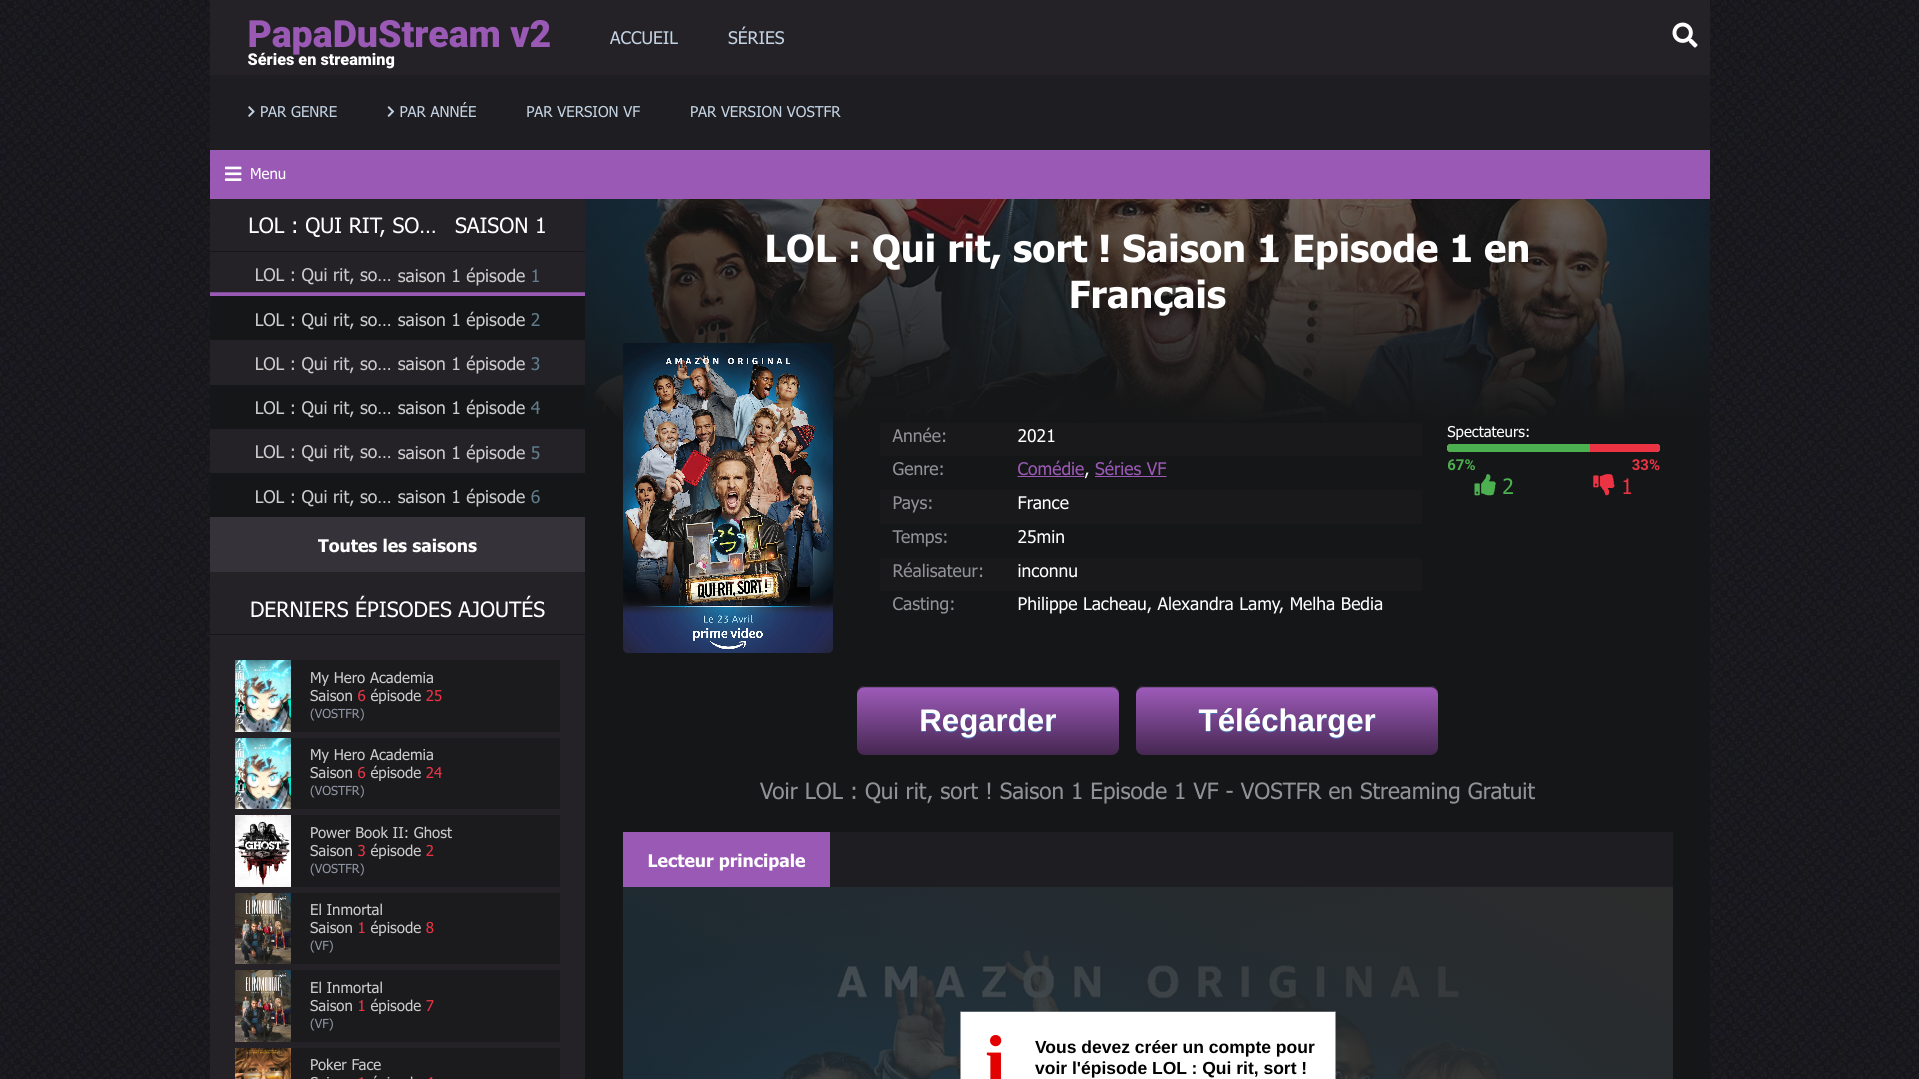 PapaDuStream v2
Séries en streaming
ACCUEIL
SÉRIES
PAR GENRE
PAR ANNÉE
PAR VERSION VF
PAR VERSION VOSTFR
Menu
LOL : QUI RIT, SO... SAISON 1
LOL : Qui rit, so... saison 1 épisode 1
LOL : Qui rit, so... saison 1 épisode 2
LOL : Qui rit, so... saison 1 épisode 3
LOL : Qui rit, so... saison 1 épisode 4
LOL : Qui rit, so... saison 1 épisode 5
LOL : Qui rit, so... saison 1 épisode 6
Toutes les saisons
DERNIERS ÉPISODES AJOUTÉS
My Hero Academia
Saison 6 épisode 25
(VOSTFR)
My Hero Academia
Saison 6 épisode 24
(VOSTFR)
GHOST
Power Book II: Ghost
Saison 3 épisode 2
(VOSTFR)
El Inmortal
Saison 1 épisode 8
(VF)
El Inmortal
Saison 1 épisode 7
(VF)
Poker Face
LOL : Qui rit, sort ! Saison 1 Episode 1 en
Français
AMAZON ORIGINAL
LOL
QUI RIT, SORT !
Le 23 Avril
prime video
Année: 2021
Genre: Comédie, Séries VF
Pays: France
Temps: 25min
Réalisateur: inconnu
Casting: Philippe Lacheau, Alexandra Lamy, Melha Bedia
Spectateurs:
67% 33%
2 1
Regarder
Télécharger
Voir LOL : Qui rit, sort ! Saison 1 Episode 1 VF - VOSTFR en Streaming Gratuit
Lecteur principale
AMAZON ORIGINAL
Vous devez créer un compte pour
voir l'épisode LOL : Qui rit, sort !